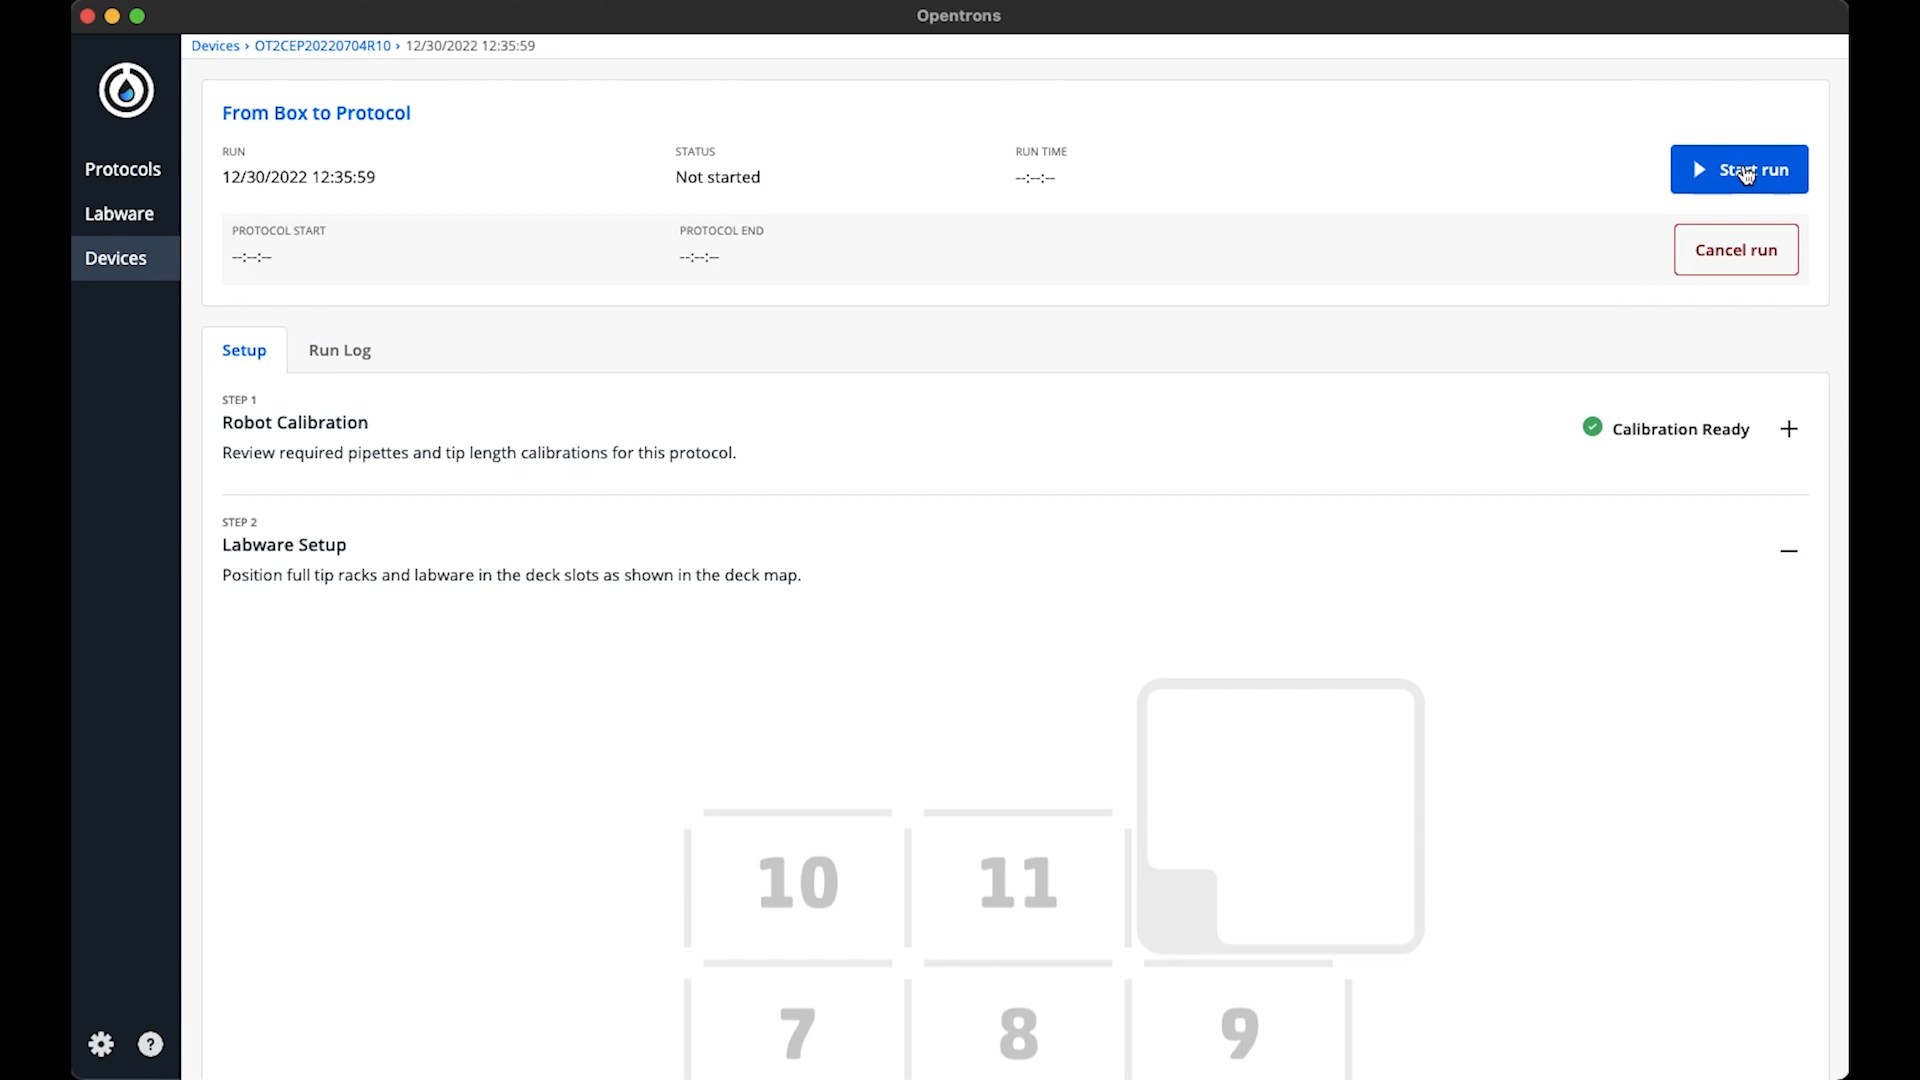 Opentrons
Devices › OT2CEP20220704R10 › 12/30/2022 12:35:59
From Box to Protocol
RUN STATUS RUN TIME
12/30/2022 12:35:59 Not started --:--:--
Start run
PROTOCOL START PROTOCOL END
--:--:-- --:--:--
Cancel run
Protocols
Labware
Devices
Setup Run Log
STEP 1
Robot Calibration
Calibration Ready
Review required pipettes and tip length calibrations for this protocol.
STEP 2
Labware Setup
Position full tip racks and labware in the deck slots as shown in the deck map.
10 11
7 8 9
?